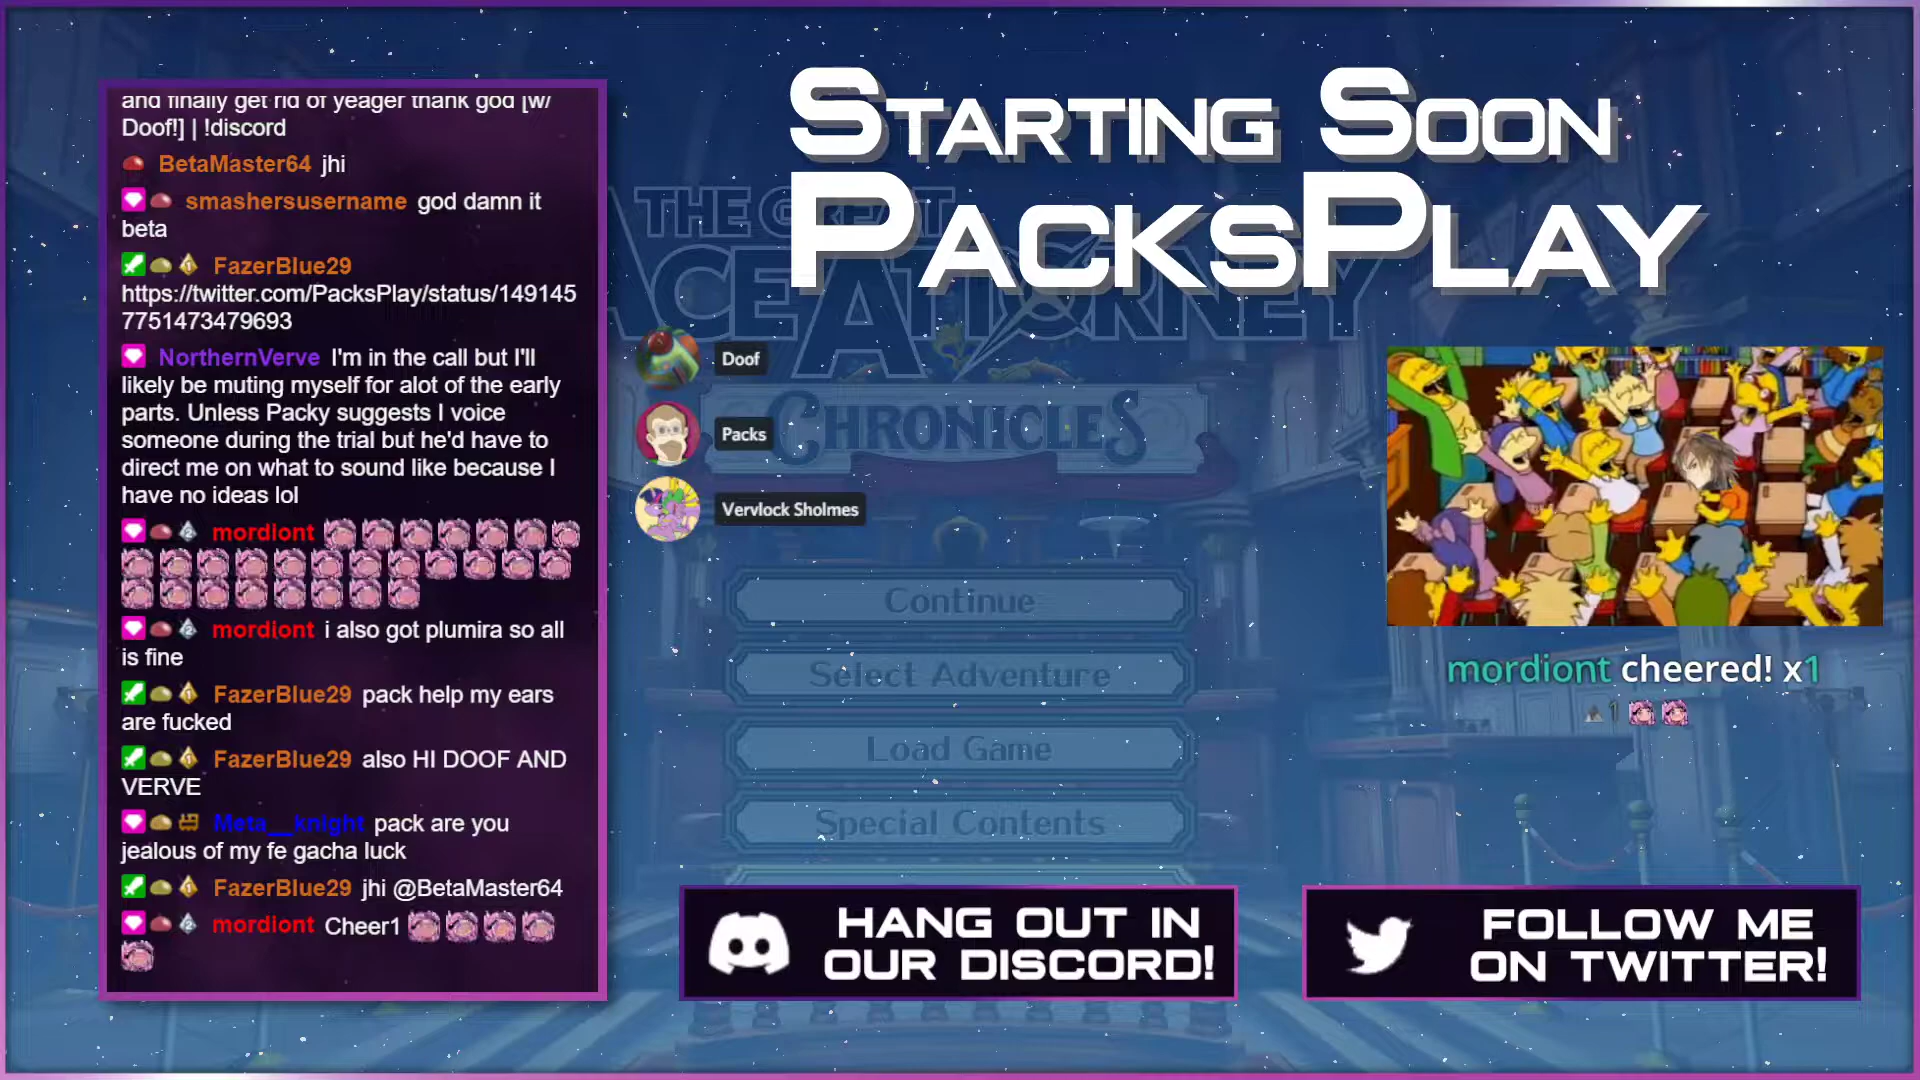 and finally get rid of yeager thank god [w/
Doof!] | !discord
BetaMaster64 jhi
smashersusername god damn it
beta
FazerBlue29
https://twitter.com/PacksPlay/status/149145
7751473479693
NorthernVerve I'm in the call but I'll
likely be muting myself for alot of the early
parts. Unless Packy suggests I voice
someone during the trial but he'd have to
direct me on what to sound like because I
have no ideas lol
mordiont
mordiont i also got plumira so all
is fine
FazerBlue29 pack help my ears
are fucked
FazerBlue29 also HI DOOF AND
VERVE
Meta__knight pack are you
jealous of my fe gacha luck
FazerBlue29 jhi @BetaMaster64
mordiont Cheer1
STARTING SOON
PACKSPLAY
THE GREAT
ACE ATTORNEY
CHRONICLES
Doof
Packs
Vervlock Sholmes
Continue
Select Adventure
Load Game
Special Contents
mordiont cheered! x1
1
HANG OUT IN
OUR DISCORD!
FOLLOW ME
ON TWITTER!